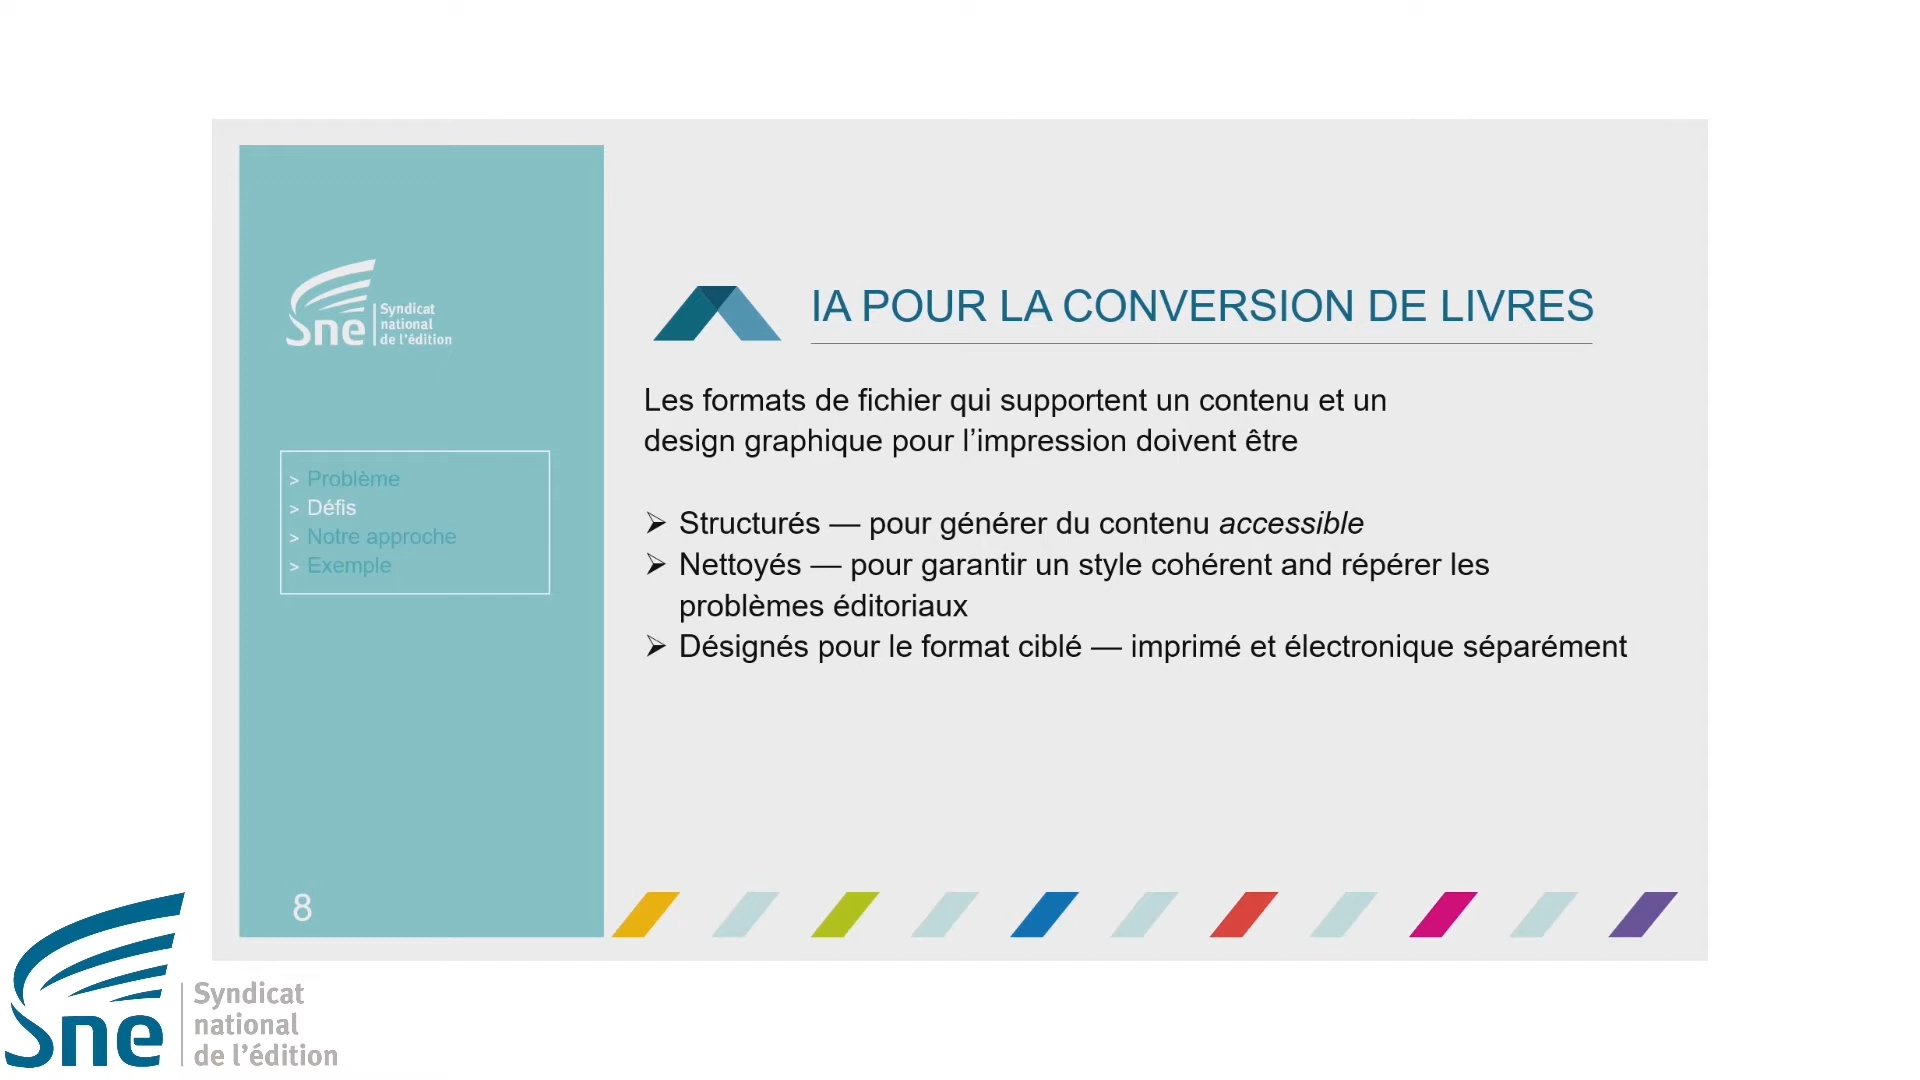 Sne
Syndicat
national
de l’édition
> Problème
> Défis
> Notre approche
> Exemple
8
IA POUR LA CONVERSION DE LIVRES
Les formats de fichier qui supportent un contenu et un
design graphique pour l’impression doivent être
➢ Structurés — pour générer du contenu accessible
➢ Nettoyés — pour garantir un style cohérent and répérer les
problèmes éditoriaux
➢ Désignés pour le format ciblé — imprimé et électronique séparément
Sne
Syndicat
national
de l’édition